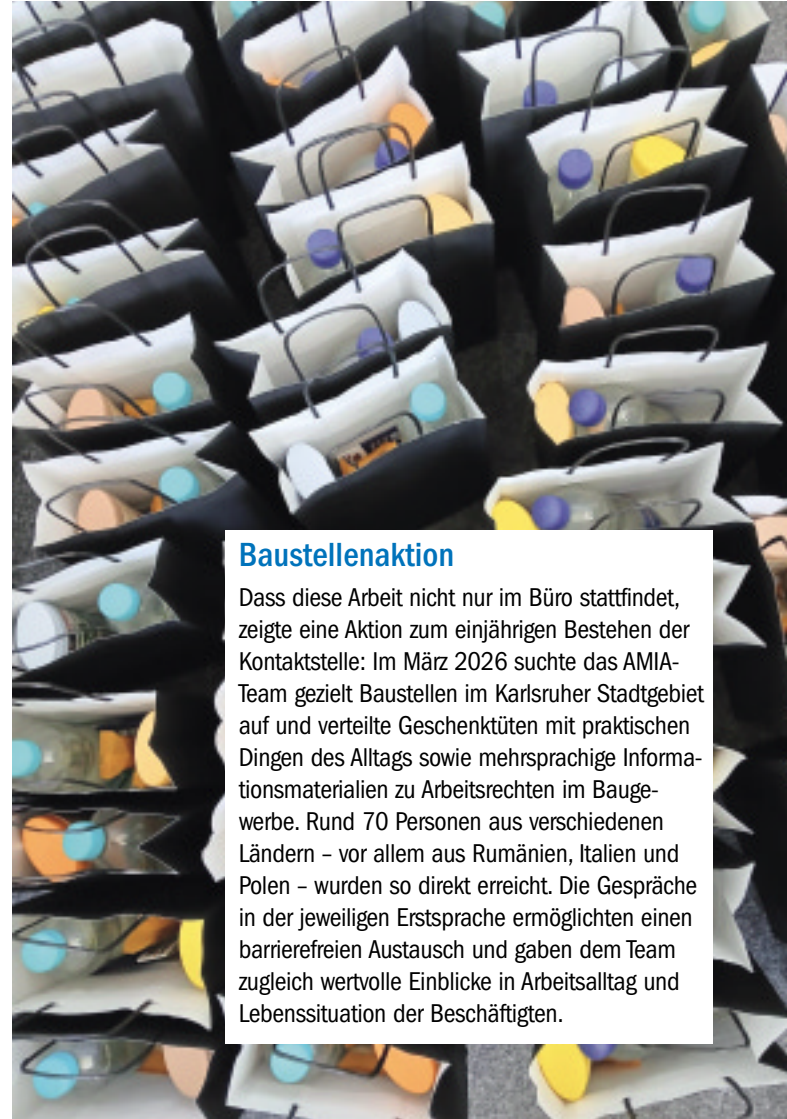 Baustellenaktion
Dass diese Arbeit nicht nur im Büro stattfindet,
zeigte eine Aktion zum einjährigen Bestehen der
Kontaktstelle: Im März 2026 suchte das AMIA-
Team gezielt Baustellen im Karlsruher Stadtgebiet
auf und verteilte Geschenktüten mit praktischen
Dingen des Alltags sowie mehrsprachige Informa-
tionsmaterialien zu Arbeitsrechten im Bauge-
werbe. Rund 70 Personen aus verschiedenen
Ländern – vor allem aus Rumänien, Italien und
Polen – wurden so direkt erreicht. Die Gespräche
in der jeweiligen Erstsprache ermöglichten einen
barrierefreien Austausch und gaben dem Team
zugleich wertvolle Einblicke in Arbeitsalltag und
Lebenssituation der Beschäftigten.